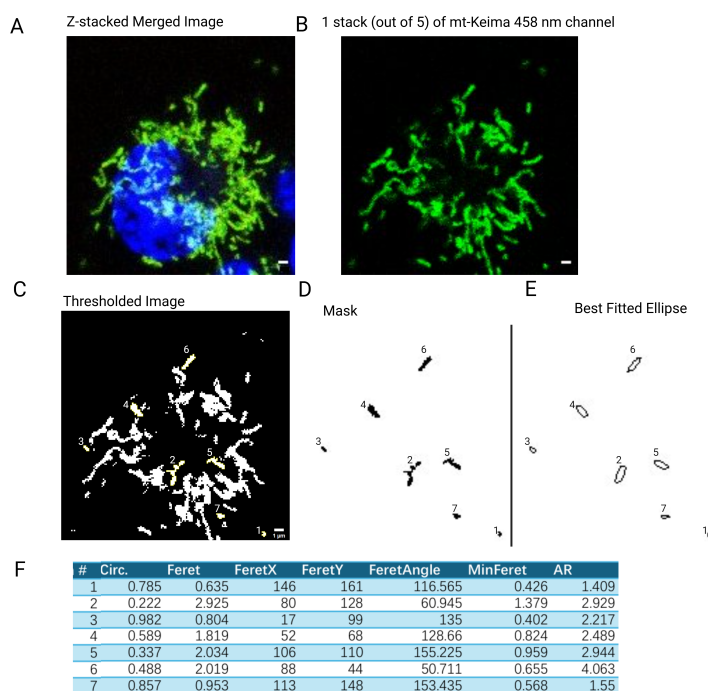 A
Z-stacked Merged Image
B
1 stack (out of 5) of mt-Keima 458 nm channel
C
Thresholded Image
6
4
3
2
5
7
1
1 µm
D
Mask
6
4
3
2
5
7
1
E
Best Fitted Ellipse
6
4
3
2
5
7
1
F
# Circ. Feret FeretX FeretY FeretAngle MinFeret AR
1 0.785 0.635 146 161 116.565 0.426 1.409
2 0.222 2.925 80 128 60.945 1.379 2.929
3 0.982 0.804 17 99 135 0.402 2.217
4 0.589 1.819 52 68 128.66 0.824 2.489
5 0.337 2.034 106 110 155.225 0.959 2.944
6 0.488 2.019 88 44 50.711 0.655 4.063
7 0.857 0.953 113 148 153.435 0.568 1.55